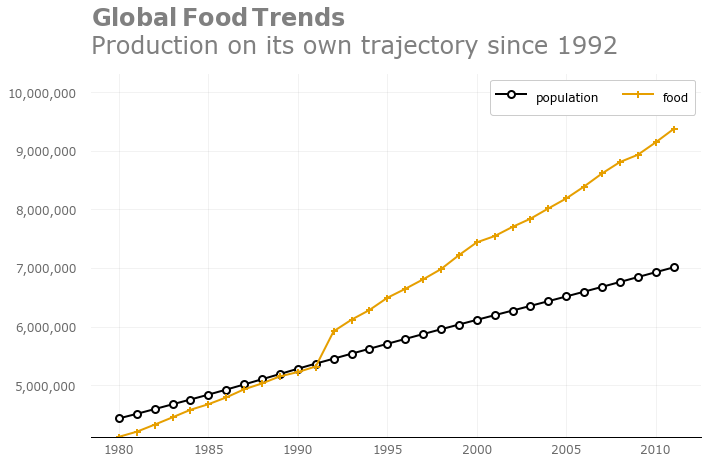 Global Food Trends
Production on its own trajectory since 1992
population food
10,000,000
9,000,000
8,000,000
7,000,000
6,000,000
5,000,000
1980 1985 1990 1995 2000 2005 2010